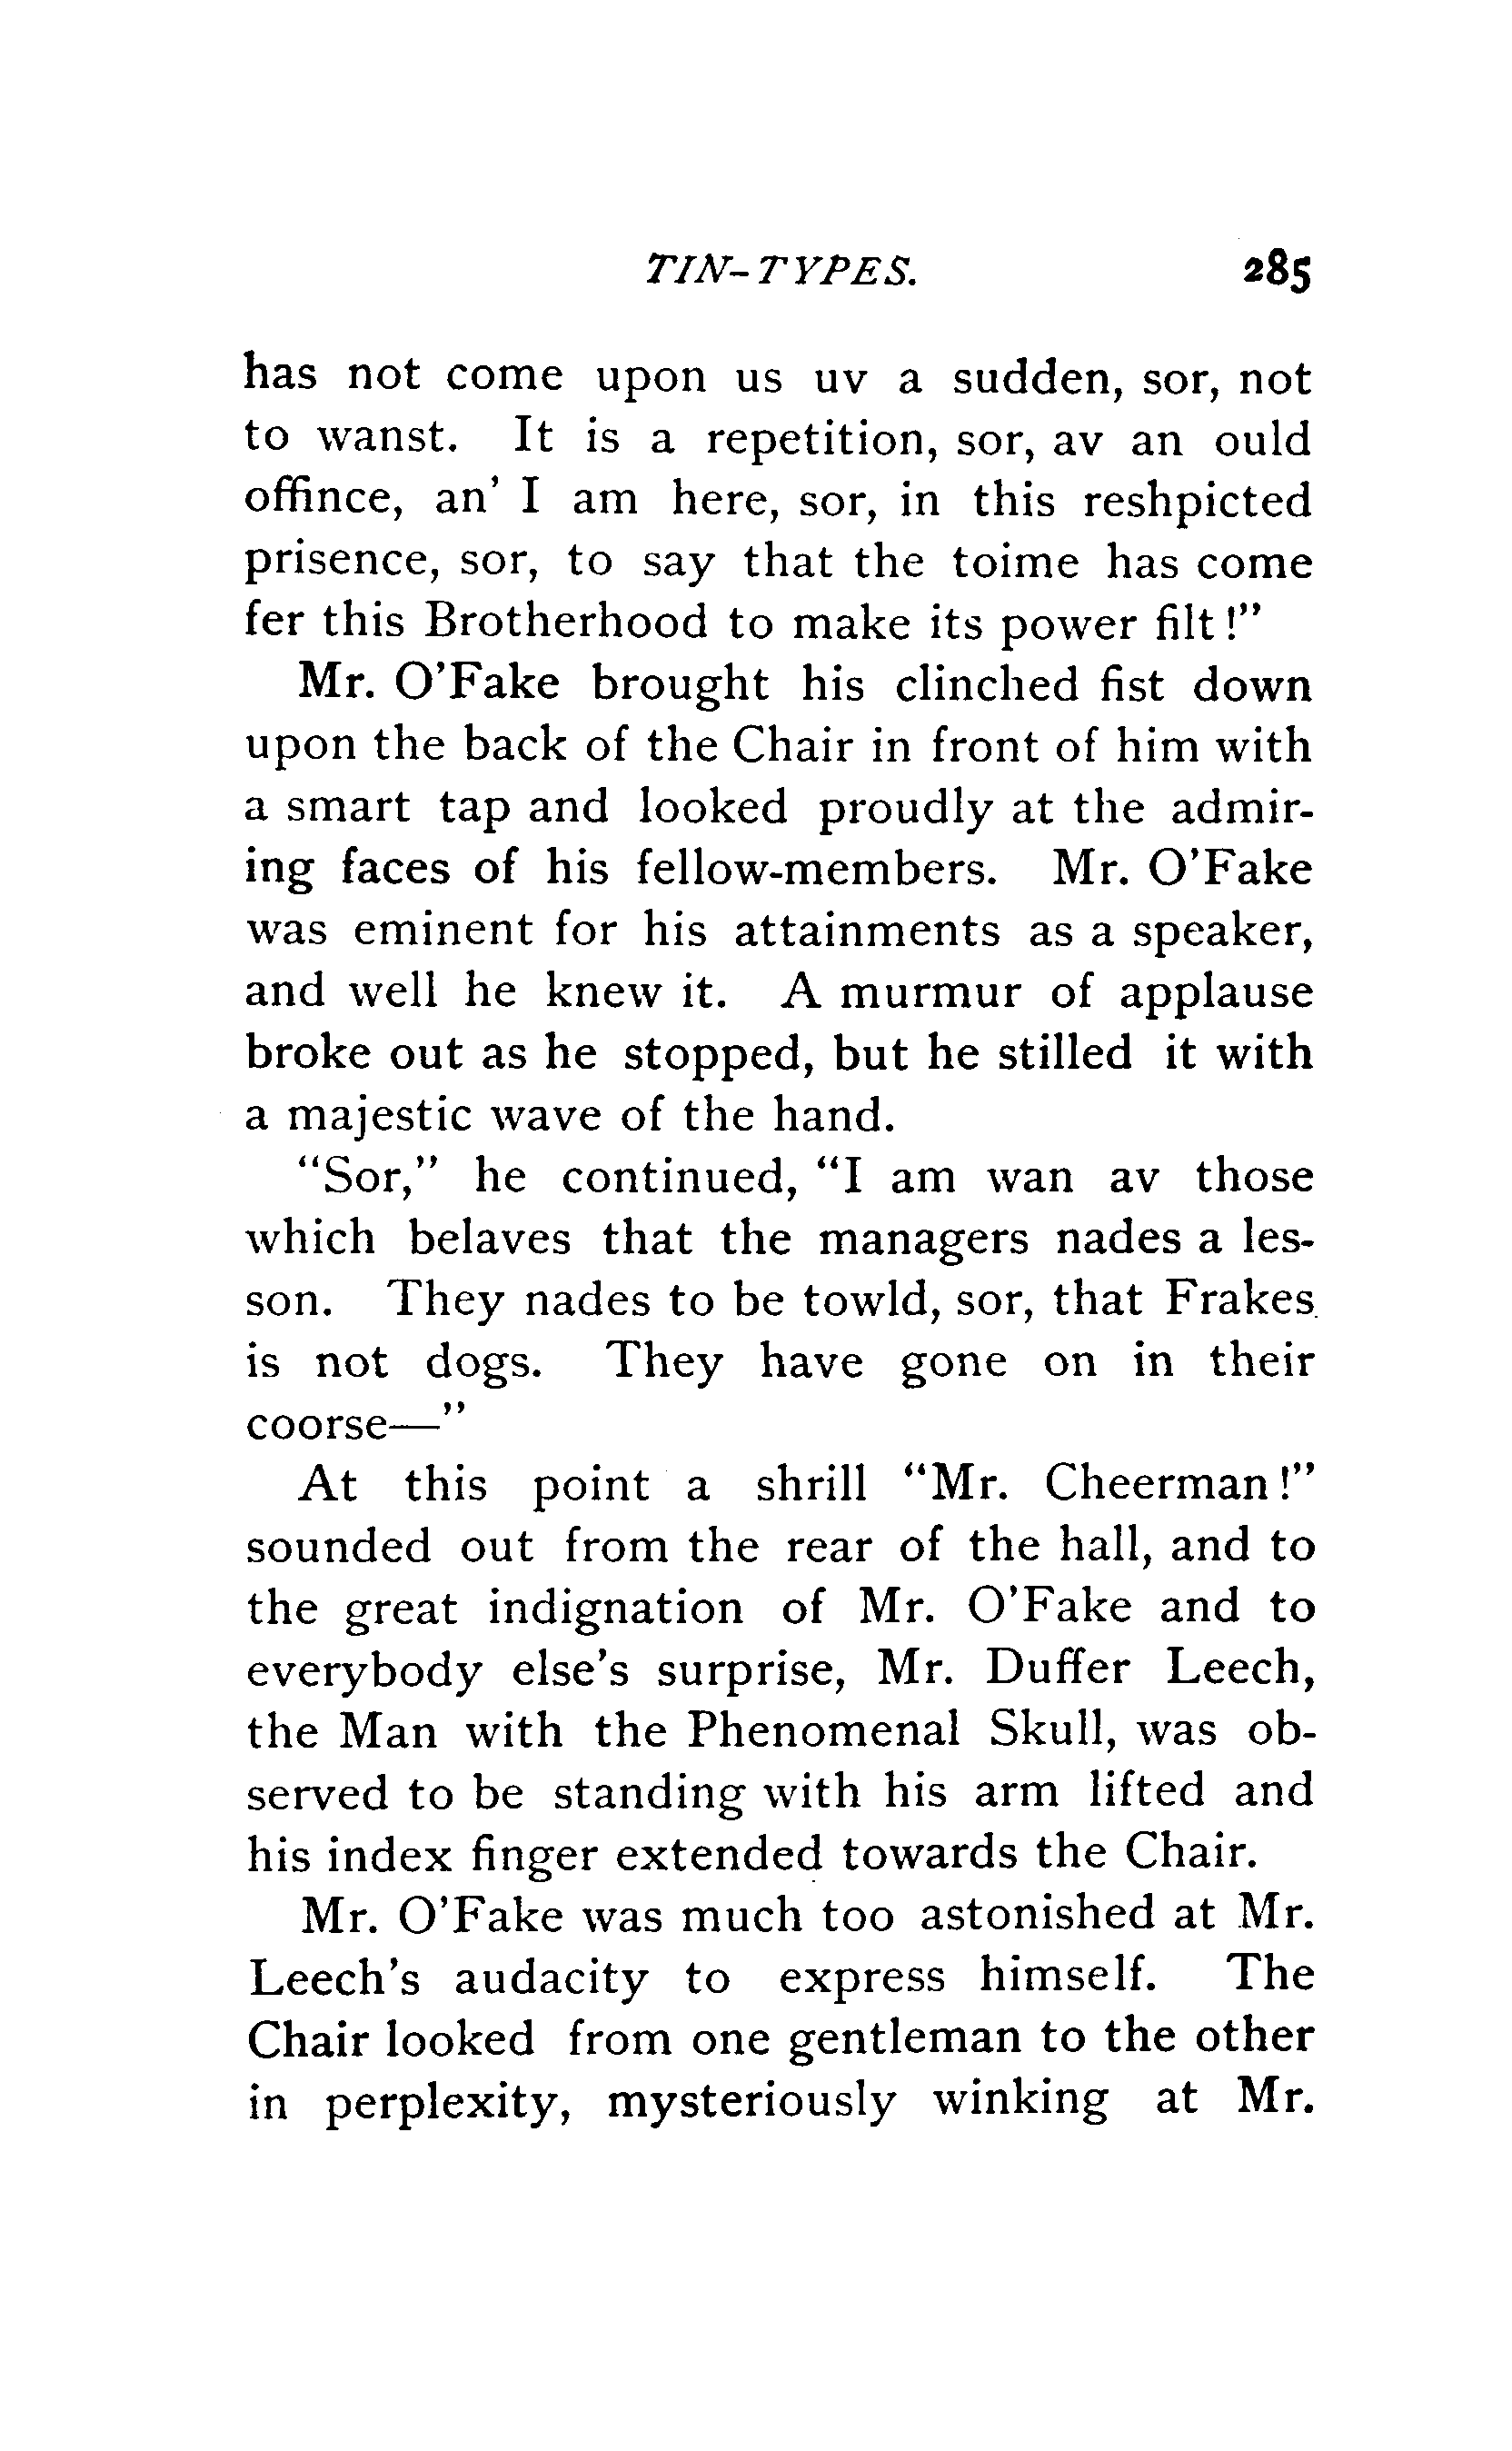 TIN-TYPES. 285
has not come upon us uv a sudden, sor, not
to wanst. It is a repetition, sor, av an ould
offince, an' I am here, sor, in this reshpicted
prisence, sor, to say that the toime has come
fer this Brotherhood to make its power filt!"
Mr. O'Fake brought his clinched fist down
upon the back of the Chair in front of him with
a smart tap and looked proudly at the admir-
ing faces of his fellow-members. Mr. O'Fake
was eminent for his attainments as a speaker,
and well he knew it. A murmur of applause
broke out as he stopped, but he stilled it with
a majestic wave of the hand.
"Sor," he continued, "I am wan av those
which belaves that the managers nades a les-
son. They nades to be towld, sor, that Frakes
is not dogs. They have gone on in their
coorse—"
At this point a shrill "Mr. Cheerman!"
sounded out from the rear of the hall, and to
the great indignation of Mr. O'Fake and to
everybody else's surprise, Mr. Duffer Leech,
the Man with the Phenomenal Skull, was ob-
served to be standing with his arm lifted and
his index finger extended towards the Chair.
Mr. O'Fake was much too astonished at Mr.
Leech's audacity to express himself. The
Chair looked from one gentleman to the other
in perplexity, mysteriously winking at Mr.